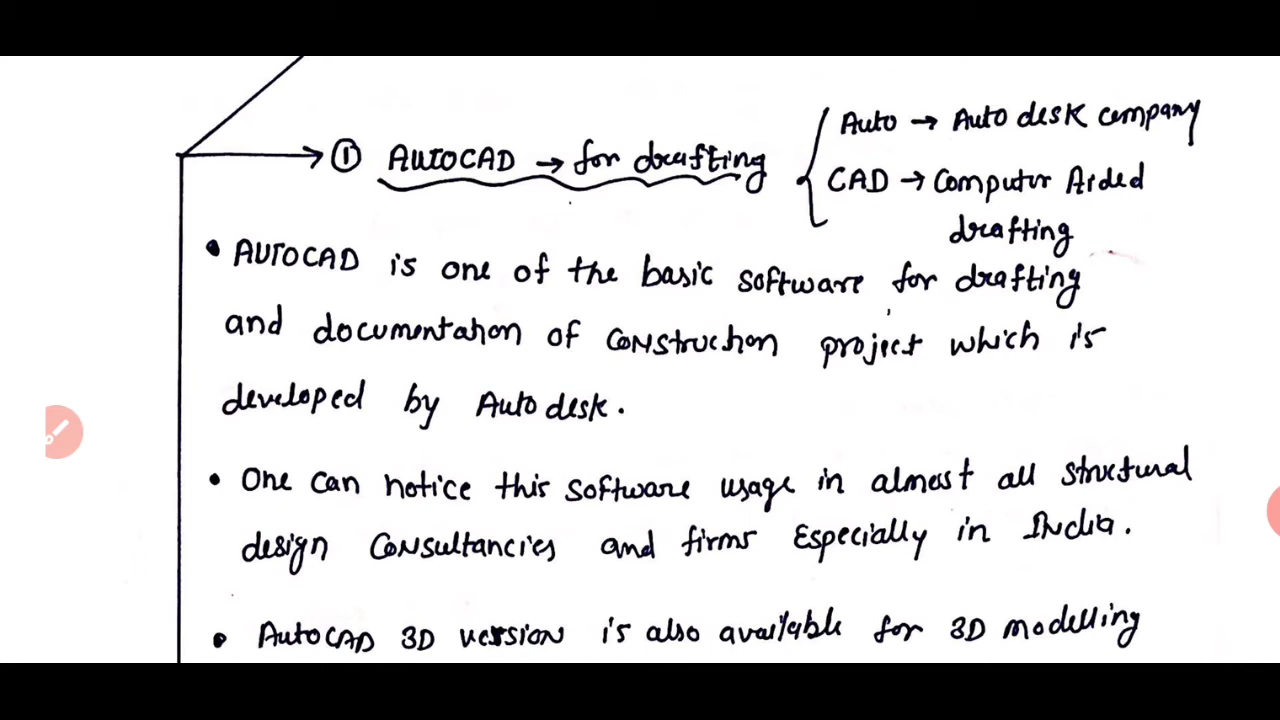 ① AUTOCAD → for drafting
Auto → Auto desk company
CAD → Computer Aided
drafting
• AUTOCAD is one of the basic software for drafting
and documentation of construction project which is
developed by Auto desk.
• One can notice this software usage in almost all structural
design Consultancies and firms Especially in India.
• AutoCAD 3D version is also available for 3D modelling